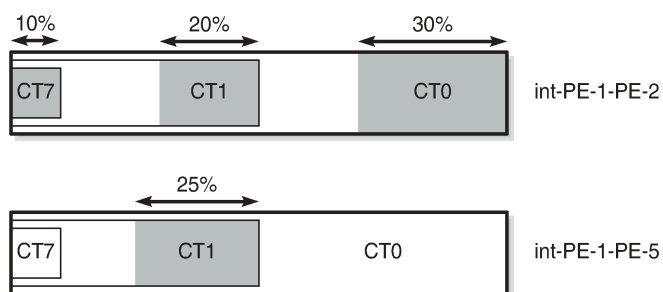 10% 20% 30%
CT7 CT1 CT0 int-PE-1-PE-2
25%
CT7 CT1 CT0 int-PE-1-PE-5